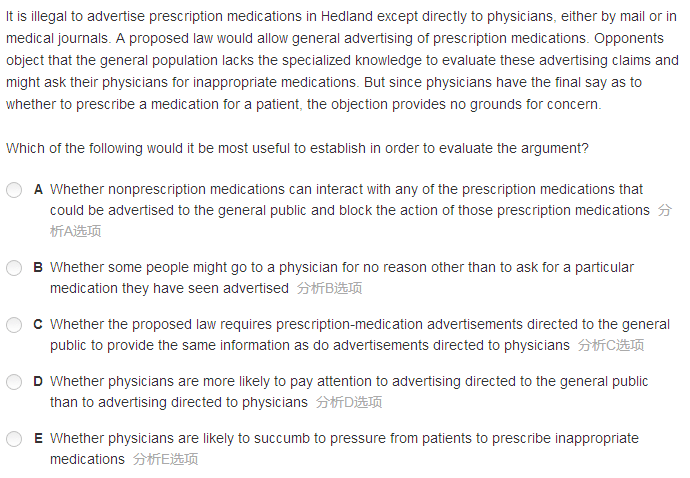 It is illegal to advertise prescription medications in Hedland except directly to physicians, either by mail or in
medical journals. A proposed law would allow general advertising of prescription medications. Opponents
object that the general population lacks the specialized knowledge to evaluate these advertising claims and
might ask their physicians for inappropriate medications. But since physicians have the final say as to
whether to prescribe a medication for a patient, the objection provides no grounds for concern.
Which of the following would it be most useful to establish in order to evaluate the argument?
A Whether nonprescription medications can interact with any of the prescription medications that
could be advertised to the general public and block the action of those prescription medications 分
析A选项
B Whether some people might go to a physician for no reason other than to ask for a particular
medication they have seen advertised 分析B选项
C Whether the proposed law requires prescription-medication advertisements directed to the general
public to provide the same information as do advertisements directed to physicians 分析C选项
D Whether physicians are more likely to pay attention to advertising directed to the general public
than to advertising directed to physicians 分析D选项
E Whether physicians are likely to succumb to pressure from patients to prescribe inappropriate
medications 分析E选项